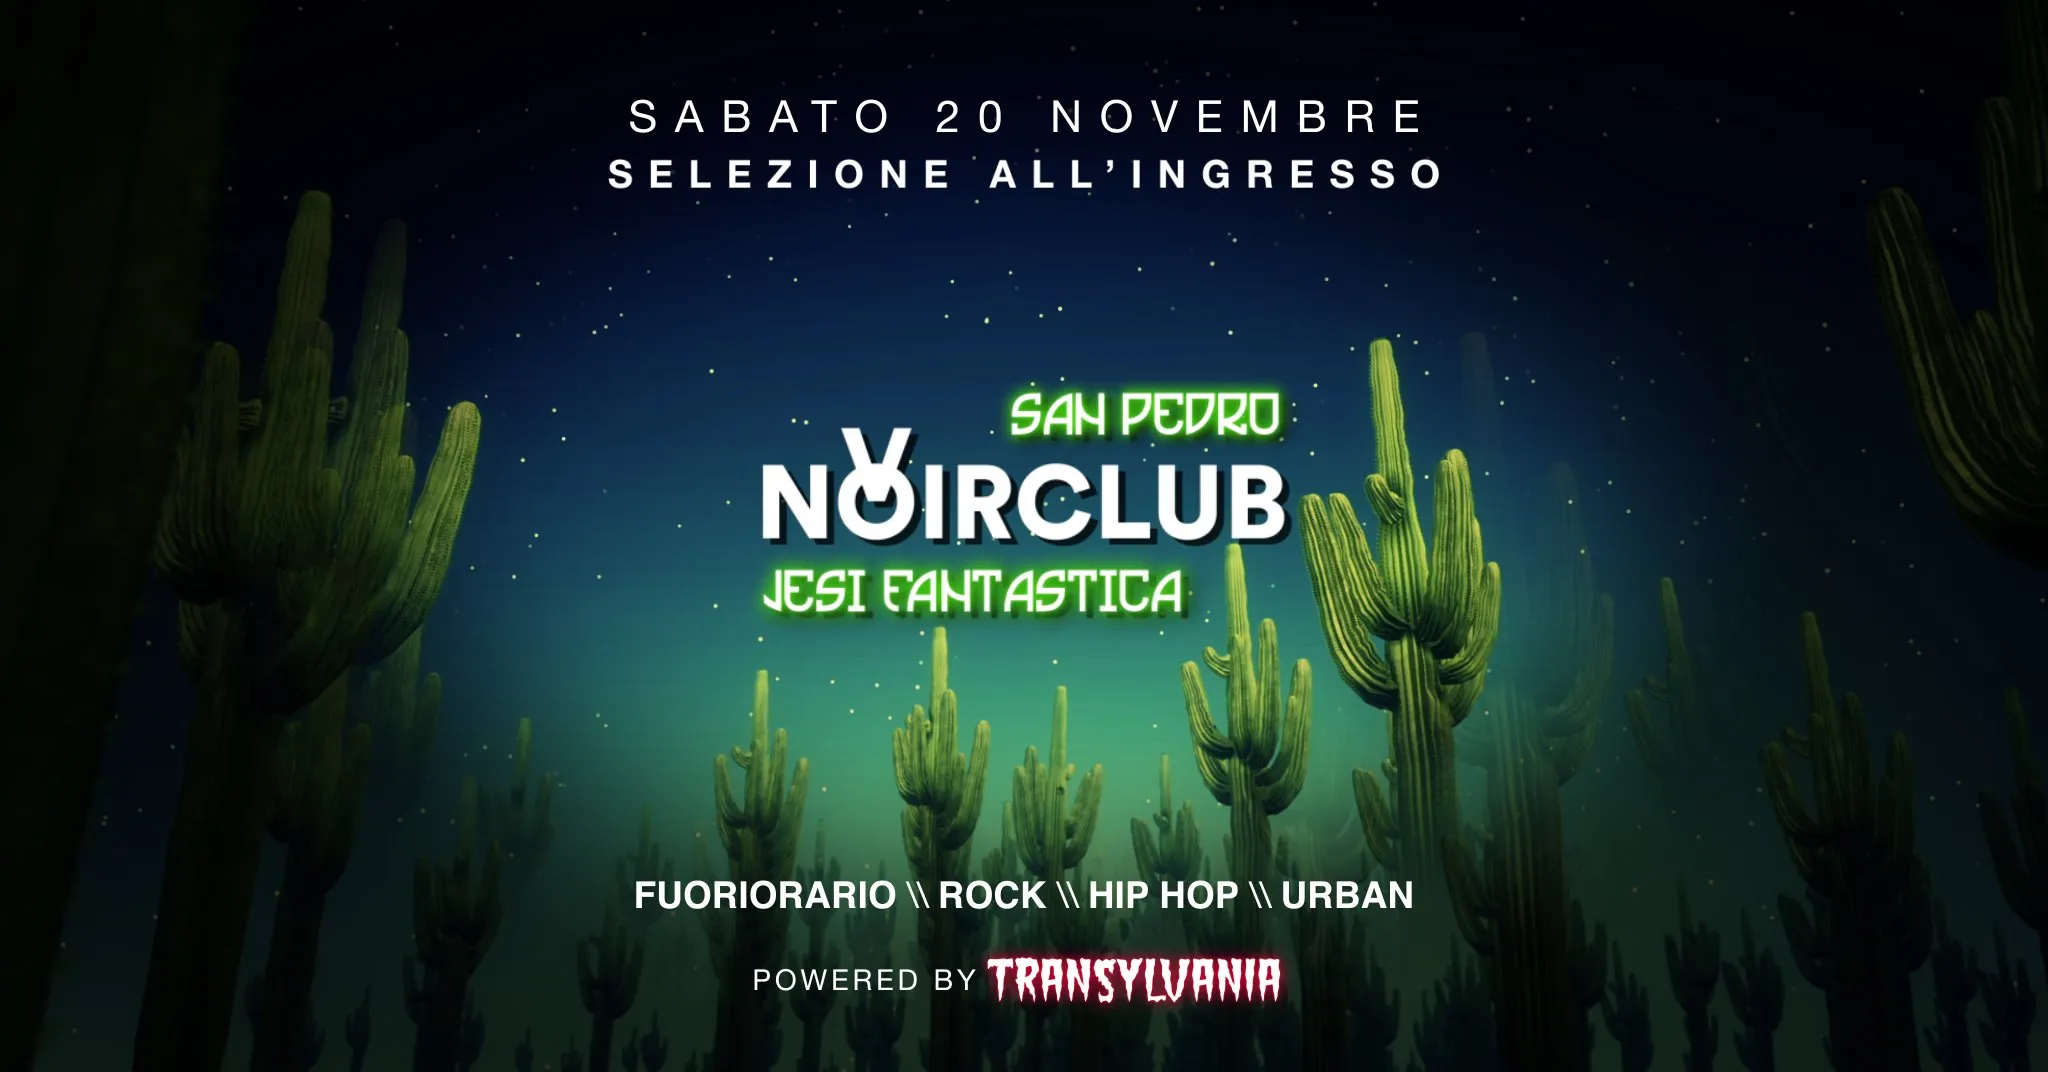 SABATO 20 NOVEMBRE
SELEZIONE ALL’INGRESSO
SAN PEDRO
NOIRCLUB
JESI FANTASTICA
FUORIORARIO \\ ROCK \\ HIP HOP \\ URBAN
POWERED BY TRANSYLVANIA